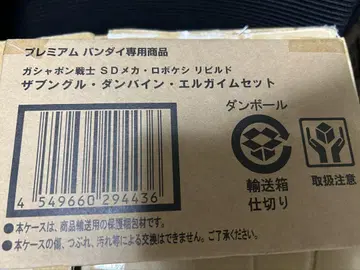 プレミアム バンダイ専用商品
ガシャポン戦士 SDメカ・ロボケシ リビルド
ザブングル・ダンバイン・エルガイムセット
ダンボール
4 549660 294436
輸送箱
仕切り
取扱注意
●本ケースは、商品輸送用の保護梱包材です。
●本ケースの傷、つぶれ、汚れ等による交換はできません。ご了承ください。